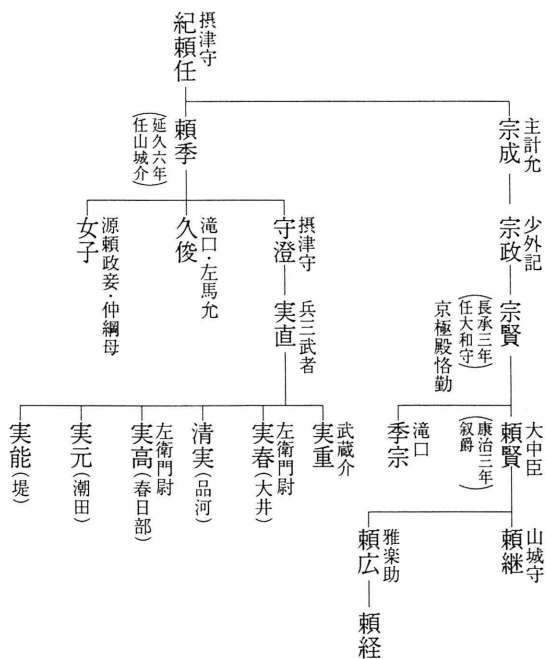 摂津守
紀頼任
主計允
宗成
少外記
宗政
宗賢
(長承三年
任大和守)
京極殿恪勤
大中臣
頼賢
(康治三年
叙爵)
山城守
頼継
雅楽助
頼広
頼経
滝口
季宗
頼季
(延久六年
任山城介)
摂津守
守澄
兵三武者
実直
武蔵介
実重
左衛門尉
実春(大井)
清実(品河)
左衛門尉
実高(春日部)
実元(潮田)
実能(堤)
滝口・左馬允
久俊
源頼政妾・仲綱母
女子